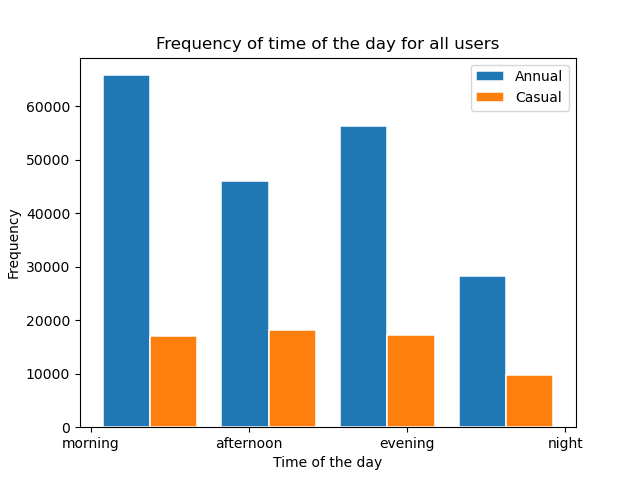 Frequency of time of the day for all users
Annual
Casual
60000
50000
40000
30000
20000
10000
0
Frequency
morning afternoon evening night
Time of the day